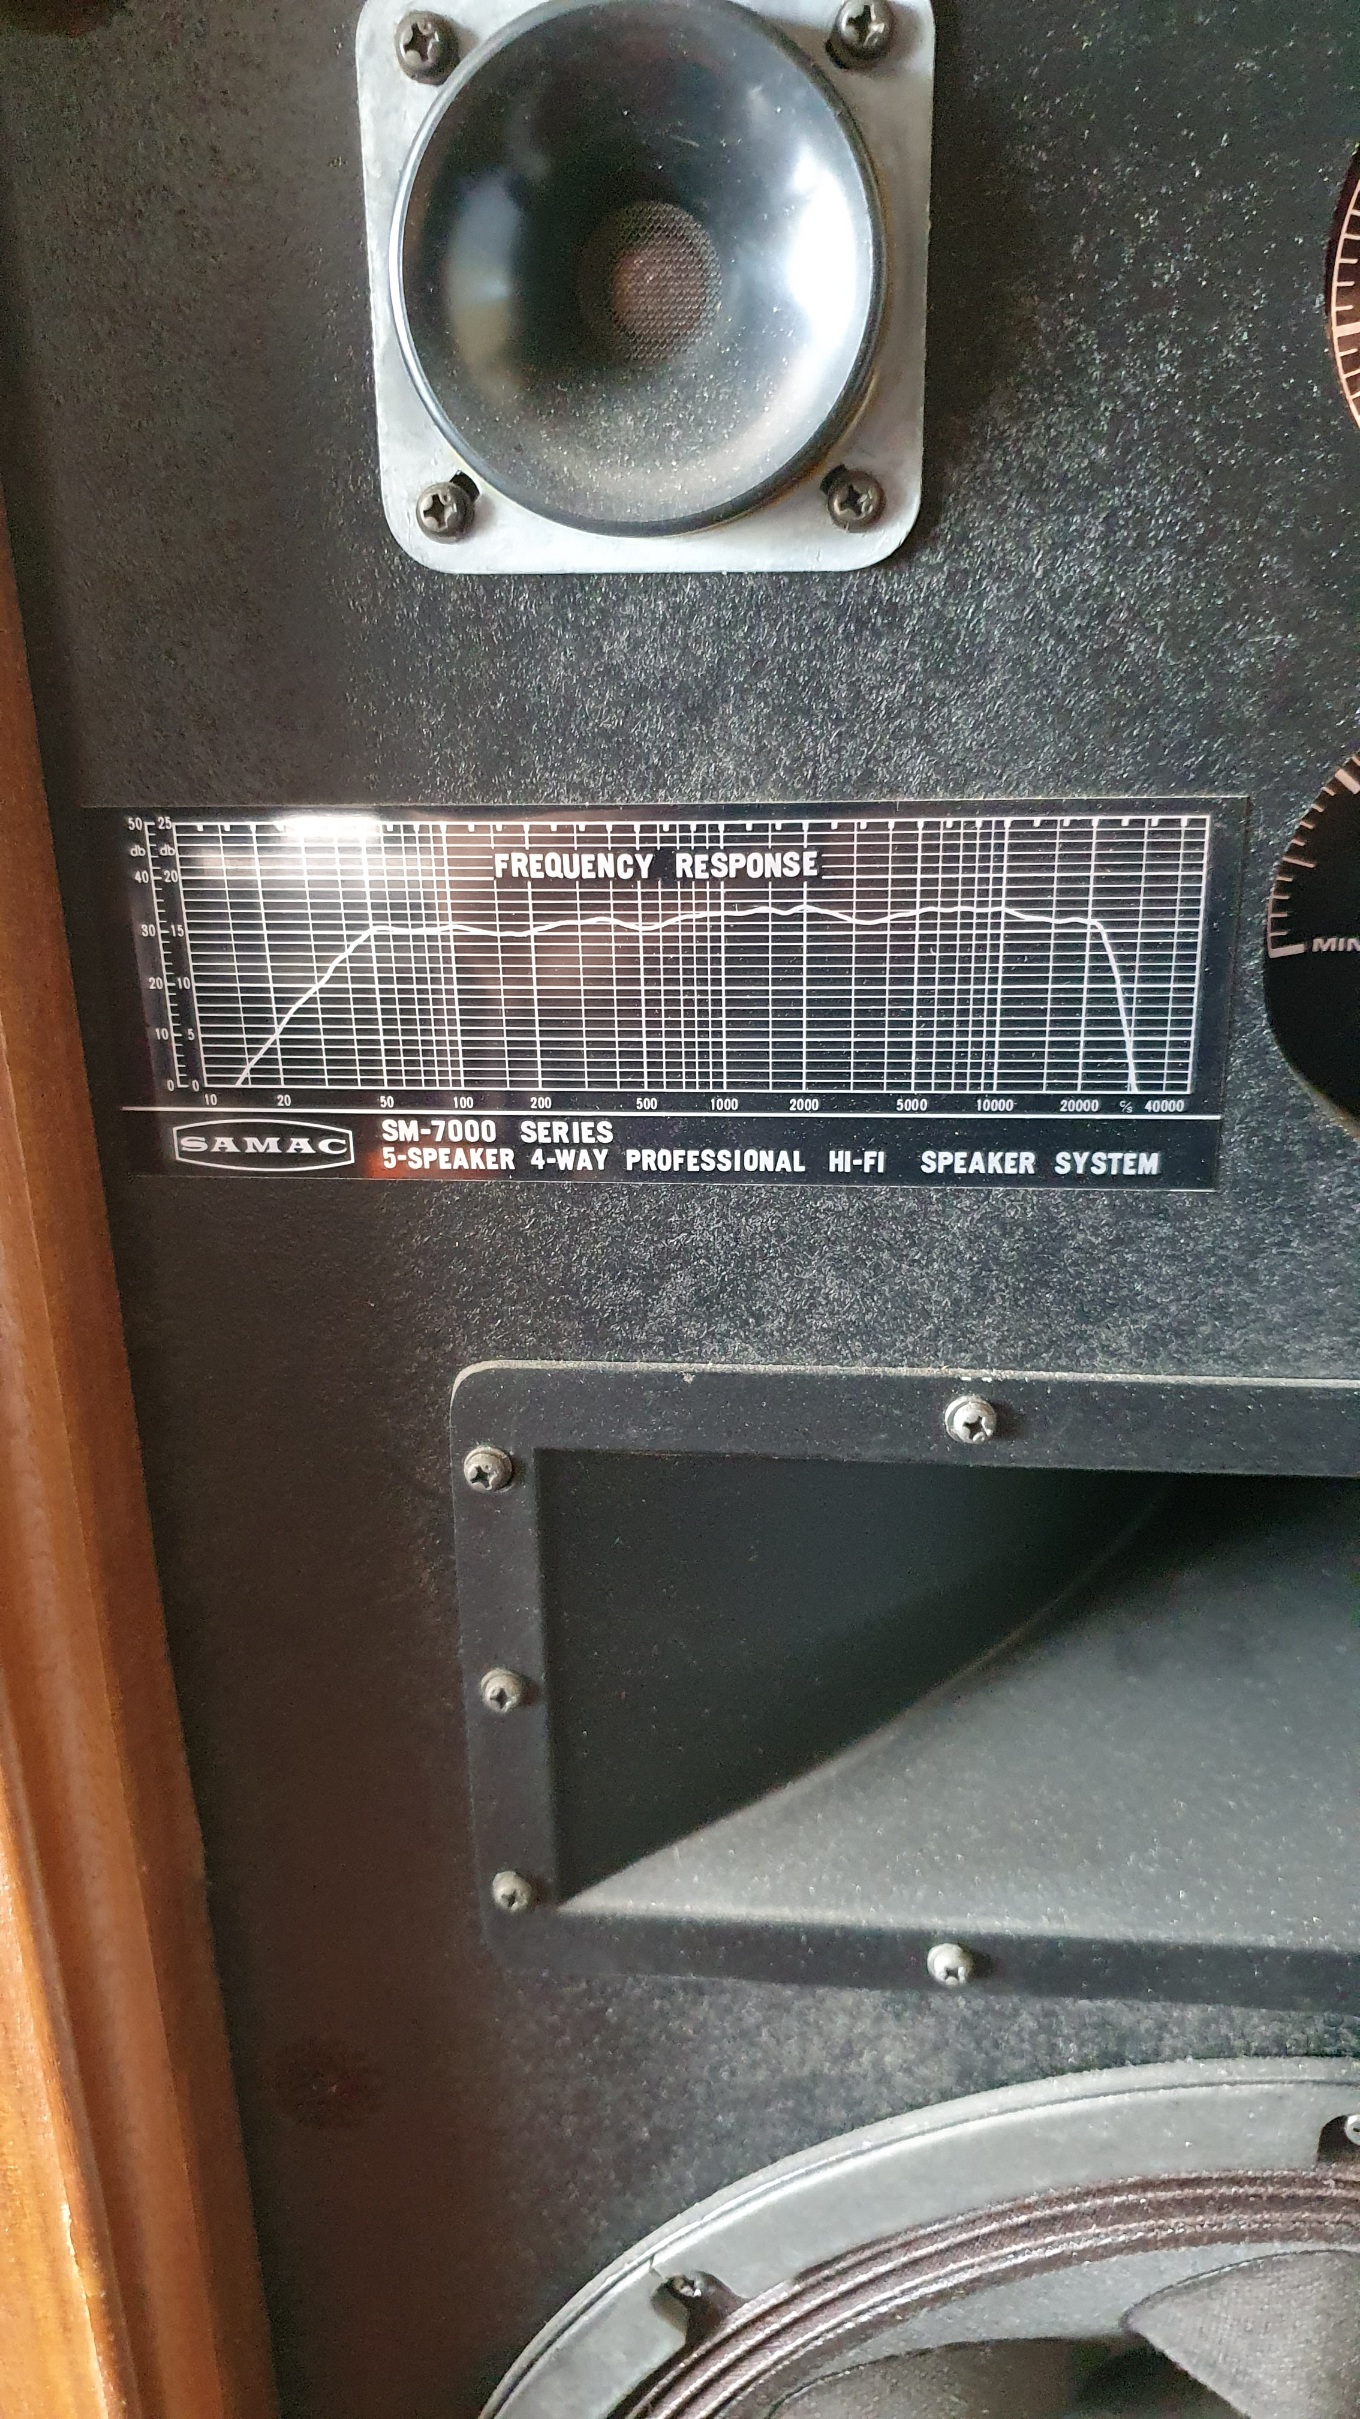 50 25
db db
FREQUENCY RESPONSE
40 20
30 15
20 10
10 5
0 0
10 20 50 100 200 500 1000 2000 5000 10000 20000 c/s 40000
SAMAC
SM-7000 SERIES
5-SPEAKER 4-WAY PROFESSIONAL HI-FI SPEAKER SYSTEM